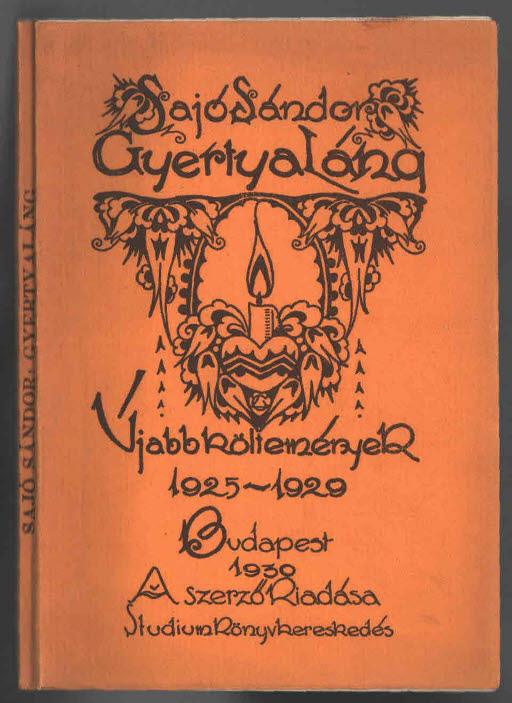 Sajó Sándor
Gyertyaláng
Újabb költemények
1925-1929
Budapest
1930
A szerző kiadása
Studium könyvkereskedés
SAJÓ SÁNDOR: GYERTYALÁNG